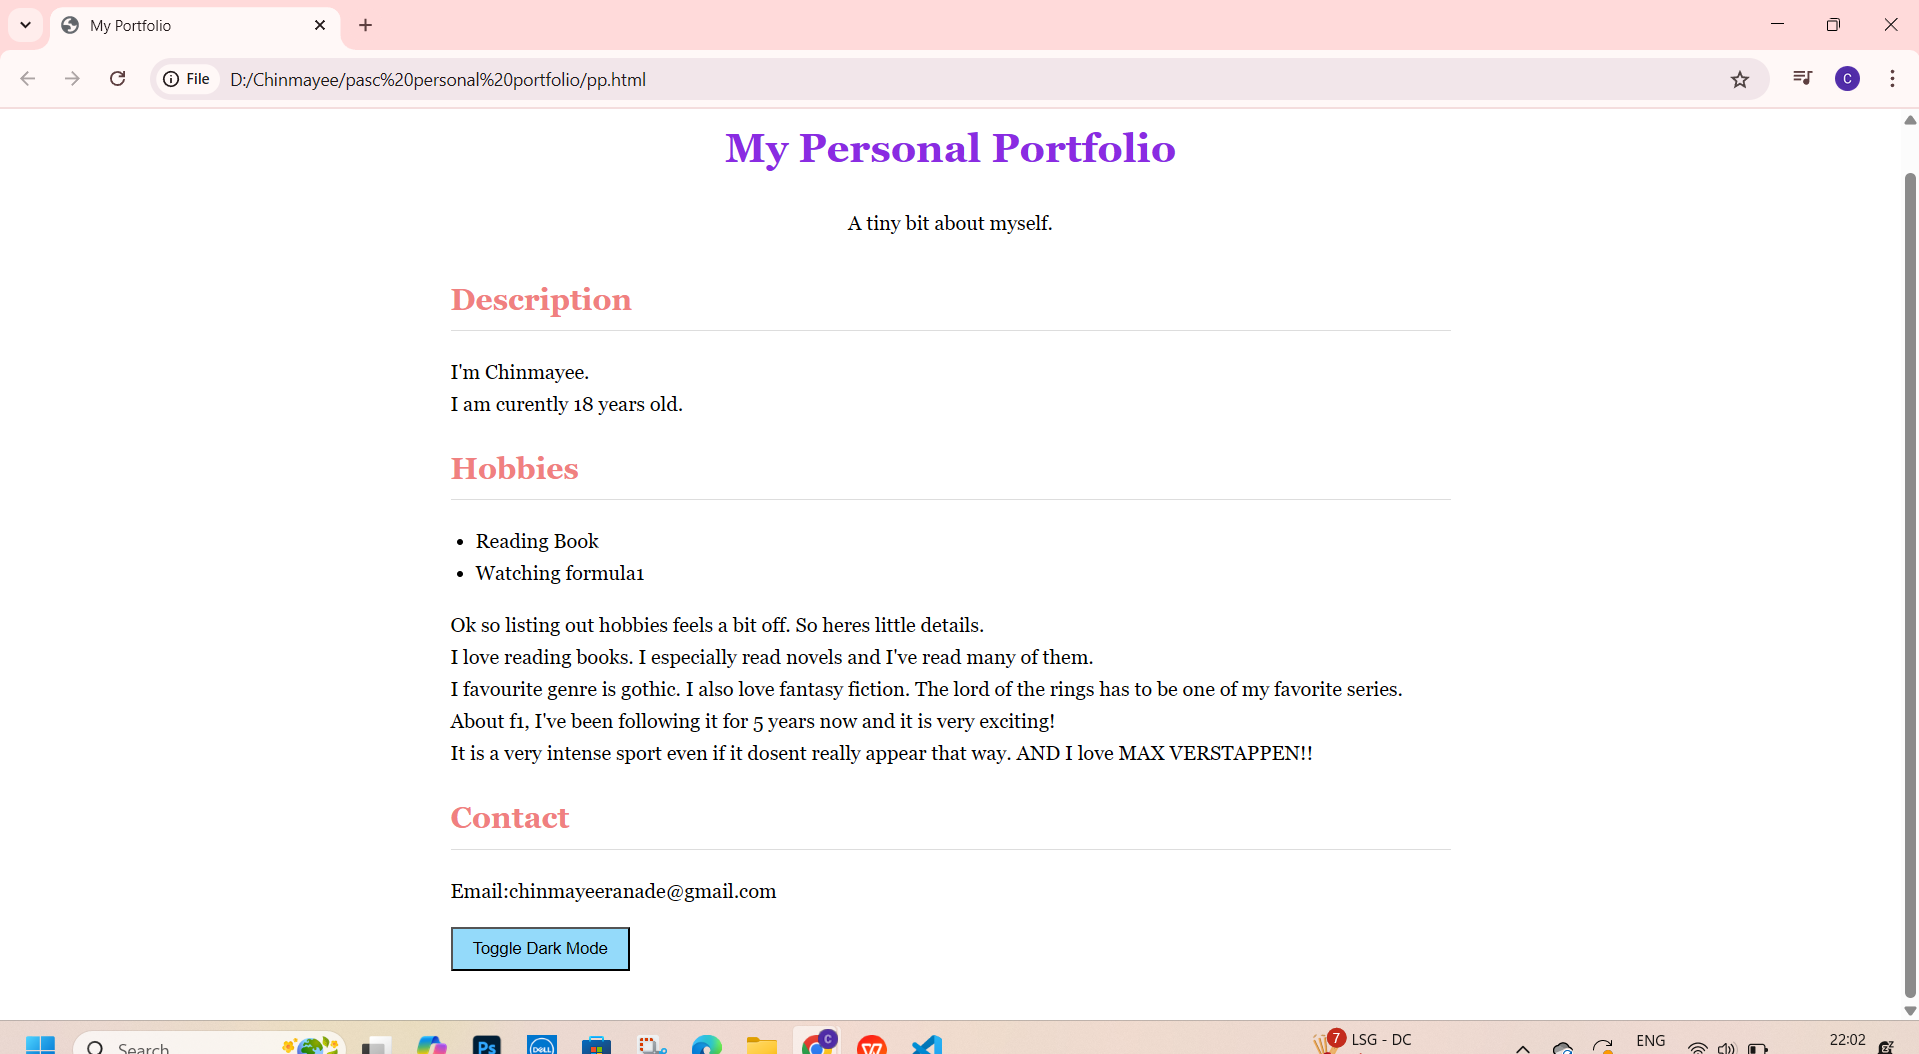 My Portfolio
File
D:/Chinmayee/pasc%20personal%20portfolio/pp.html
C
My Personal Portfolio
A tiny bit about myself.
Description
I'm Chinmayee.
I am curently 18 years old.
Hobbies
Reading Book
Watching formula1
Ok so listing out hobbies feels a bit off. So heres little details.
I love reading books. I especially read novels and I've read many of them.
I favourite genre is gothic. I also love fantasy fiction. The lord of the rings has to be one of my favorite series.
About f1, I've been following it for 5 years now and it is very exciting!
It is a very intense sport even if it dosent really appear that way. AND I love MAX VERSTAPPEN!!
Contact
Email:chinmayeeranade@gmail.com
Toggle Dark Mode
Search
Ps
DELL
C
7
LSG - DC
ENG
22:02